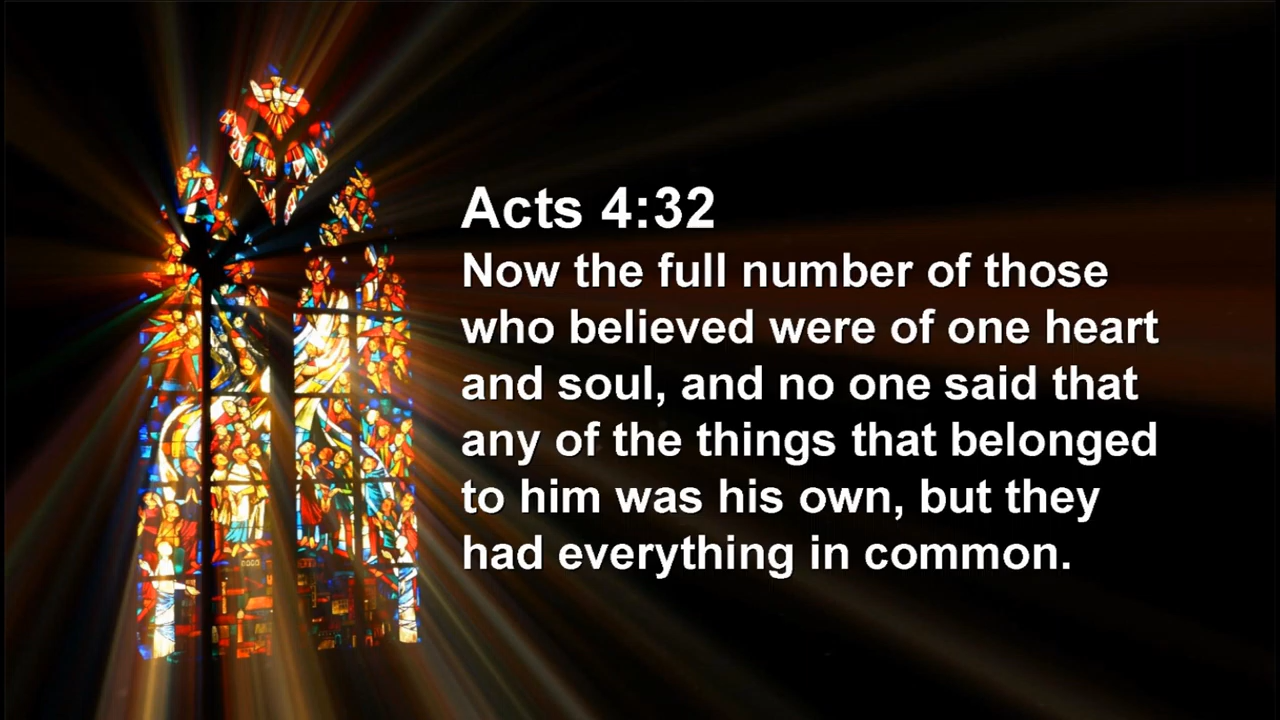 Acts 4:32
Now the full number of those
who believed were of one heart
and soul, and no one said that
any of the things that belonged
to him was his own, but they
had everything in common.